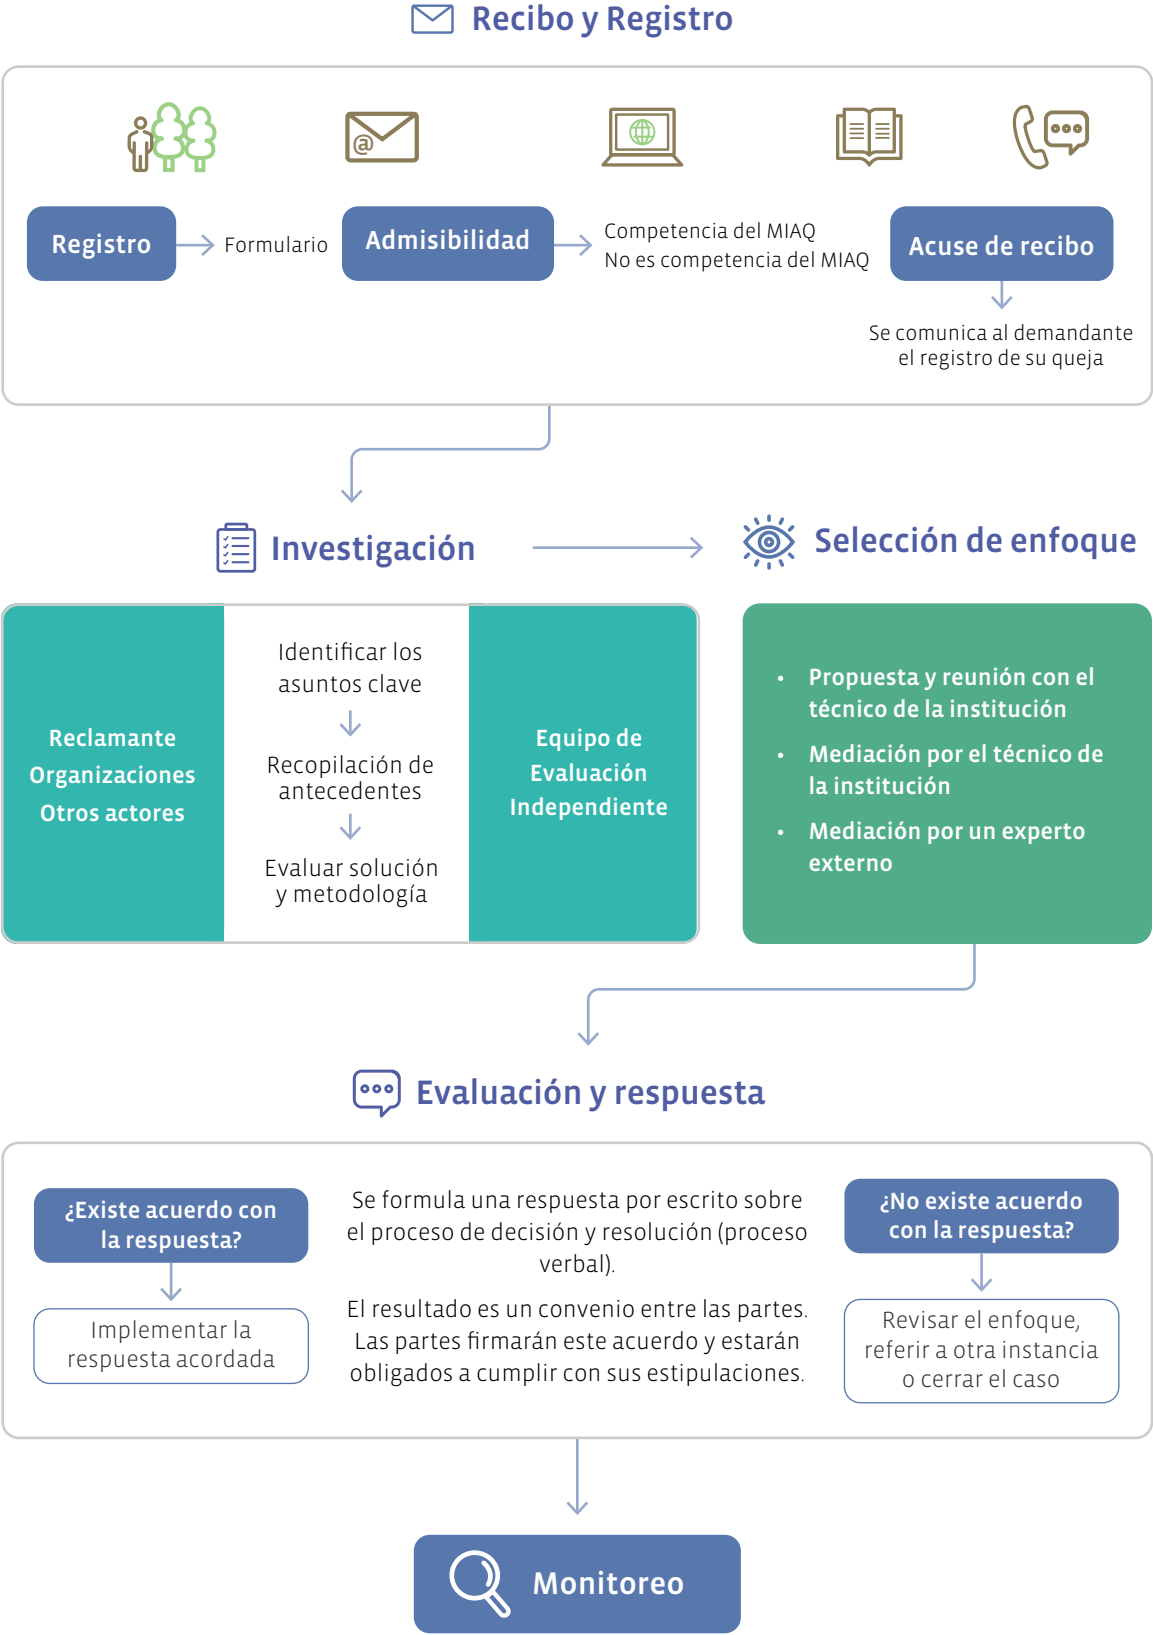 Recibo y Registro
@
Registro
Formulario
Admisibilidad
Competencia del MIAQ
No es competencia del MIAQ
Acuse de recibo
Se comunica al demandante
el registro de su queja
Investigación
Selección de enfoque
Reclamante
Organizaciones
Otros actores
Identificar los
asuntos clave
Recopilación de
antecedentes
Evaluar solución
y metodología
Equipo de
Evaluación
Independiente
• Propuesta y reunión con el
técnico de la institución
• Mediación por el técnico de
la institución
• Mediación por un experto
externo
Evaluación y respuesta
¿Existe acuerdo con
la respuesta?
Implementar la
respuesta acordada
Se formula una respuesta por escrito sobre
el proceso de decisión y resolución (proceso
verbal).
El resultado es un convenio entre las partes.
Las partes firmarán este acuerdo y estarán
obligados a cumplir con sus estipulaciones.
¿No existe acuerdo
con la respuesta?
Revisar el enfoque,
referir a otra instancia
o cerrar el caso
Monitoreo